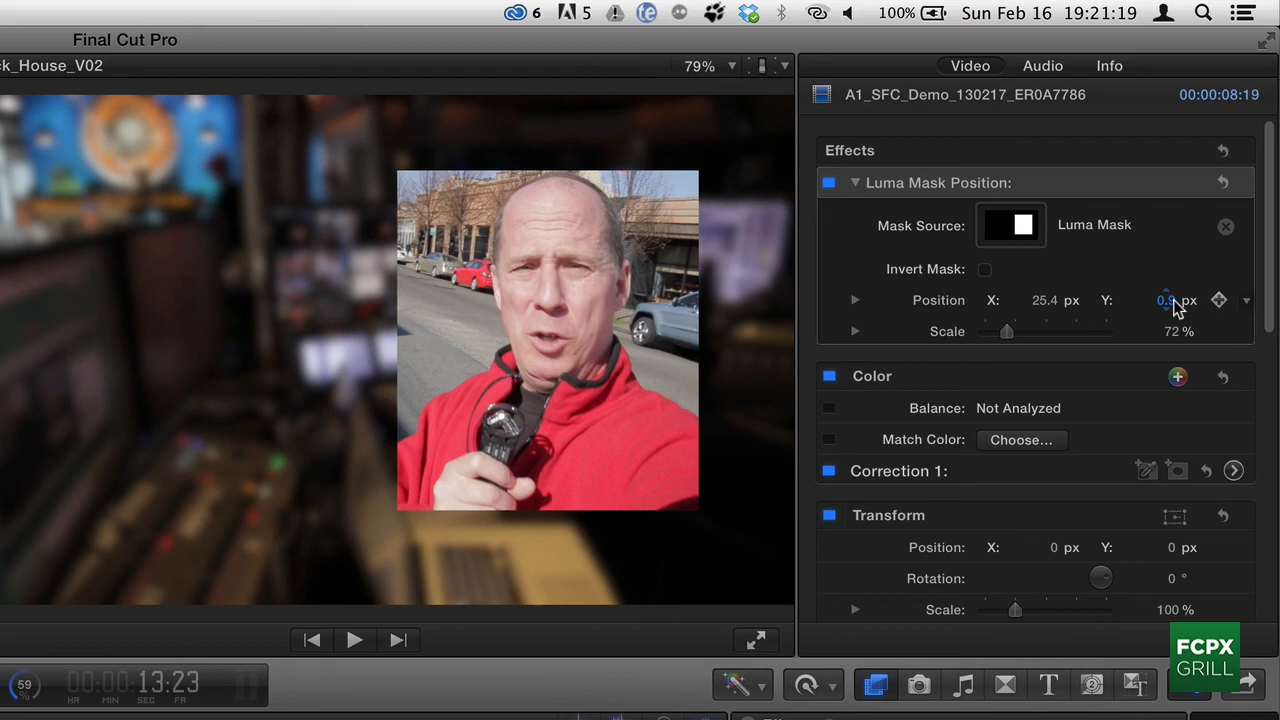 6
5
100%
Sun Feb 16 19:21:19
Final Cut Pro
ck_House_V02
79%
Video Audio Info
A1_SFC_Demo_130217_ER0A7786 00:00:08:19
Effects
Luma Mask Position:
Mask Source: Luma Mask
Invert Mask:
Position X: 25.4 px Y: 0.9 px
Scale 72 %
Color
Balance: Not Analyzed
Match Color: Choose...
Correction 1:
Transform
Position: X: 0 px Y: 0 px
Rotation: 0 °
Scale: 100 %
FCPX
GRILL
59
%
00:00:13:23
HR MIN SEC FR
T
T